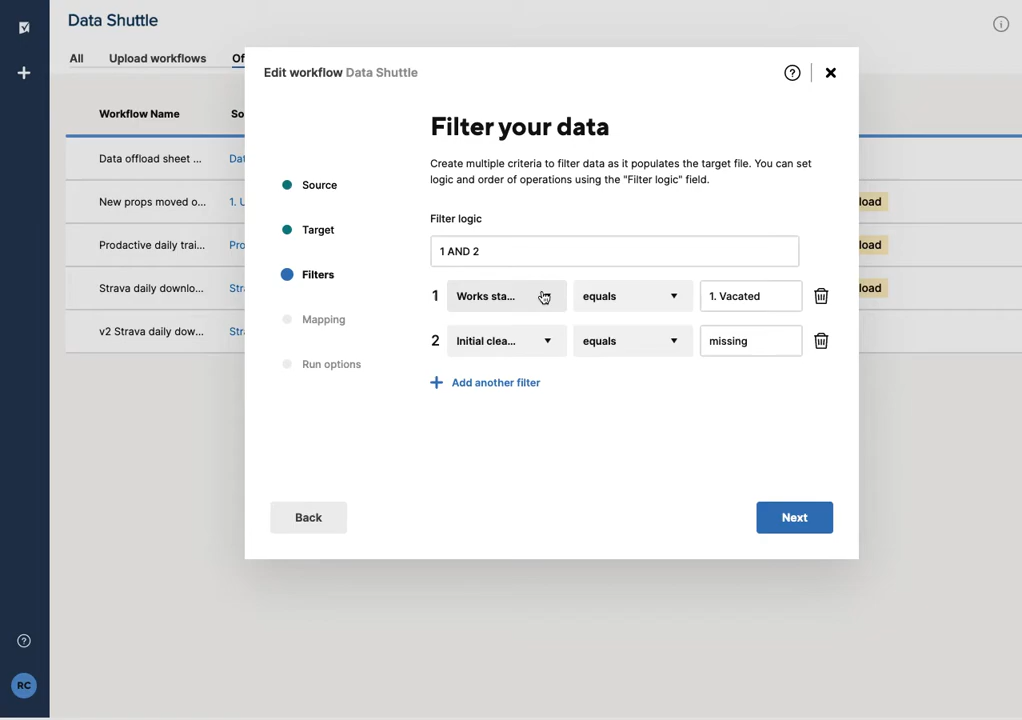 Data Shuttle
All Upload workflows Of
Edit workflow Data Shuttle
Workflow Name So
Filter your data
Data offload sheet ... Dat
Create multiple criteria to filter data as it populates the target file. You can set
logic and order of operations using the "Filter logic" field.
Source
New props moved o... 1. U
load
Filter logic
Target
Prodactive daily trai... Pro
1 AND 2
load
Filters
Strava daily downlo... Stra
1 Works sta... equals 1. Vacated
load
Mapping
v2 Strava daily dow... Stra
2 Initial clea... equals missing
Run options
+ Add another filter
Back Next
RC